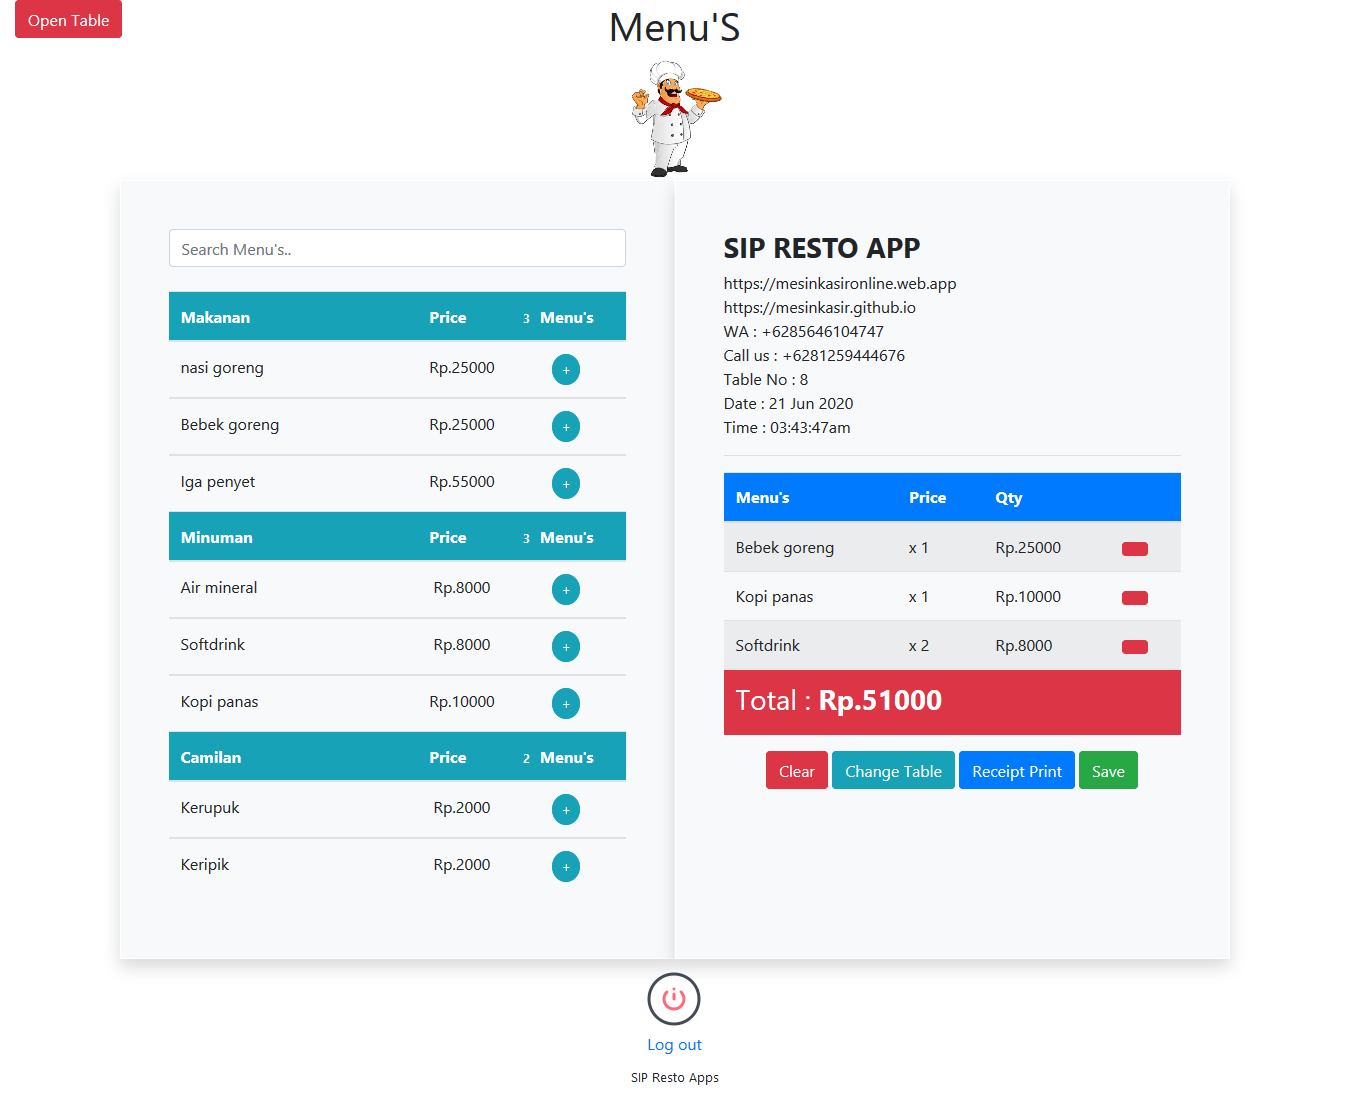 Open Table
Menu'S
Search Menu's..
Makanan Price 3 Menu's
nasi goreng Rp.25000 +
Bebek goreng Rp.25000 +
Iga penyet Rp.55000 +
Minuman Price 3 Menu's
Air mineral Rp.8000 +
Softdrink Rp.8000 +
Kopi panas Rp.10000 +
Camilan Price 2 Menu's
Kerupuk Rp.2000 +
Keripik Rp.2000 +
SIP RESTO APP
https://mesinkasironline.web.app
https://mesinkasir.github.io
WA : +6285646104747
Call us : +6281259444676
Table No : 8
Date : 21 Jun 2020
Time : 03:43:47am
Menu's Price Qty
Bebek goreng x 1 Rp.25000
Kopi panas x 1 Rp.10000
Softdrink x 2 Rp.8000
Total : Rp.51000
Clear Change Table Receipt Print Save
Log out
SIP Resto Apps